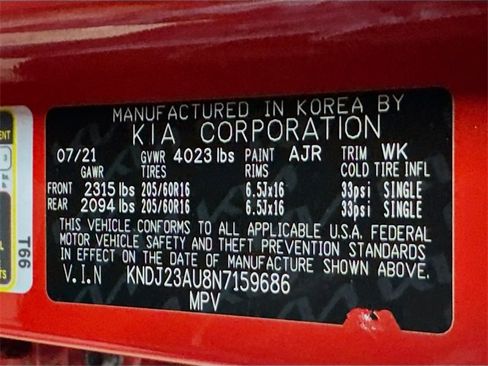 MANUFACTURED IN KOREA BY
KIA CORPORATION
07/21 GVWR 4023 lbs PAINT AJR TRIM WK
GAWR TIRES RIMS COLD TIRE INFL
FRONT 2315 lbs 205/60R16 6.5Jx16 33psi SINGLE
REAR 2094 lbs 205/60R16 6.5Jx16 33psi SINGLE
THIS VEHICLE CONFORMS TO ALL APPLICABLE U.S.A. FEDERAL
MOTOR VEHICLE SAFETY AND THEFT PREVENTION STANDARDS
IN EFFECT ON THE DATE OF MANUFACTURE SHOWN ABOVE.
V.I.N KNDJ23AU8N7159686
MPV
T66
3